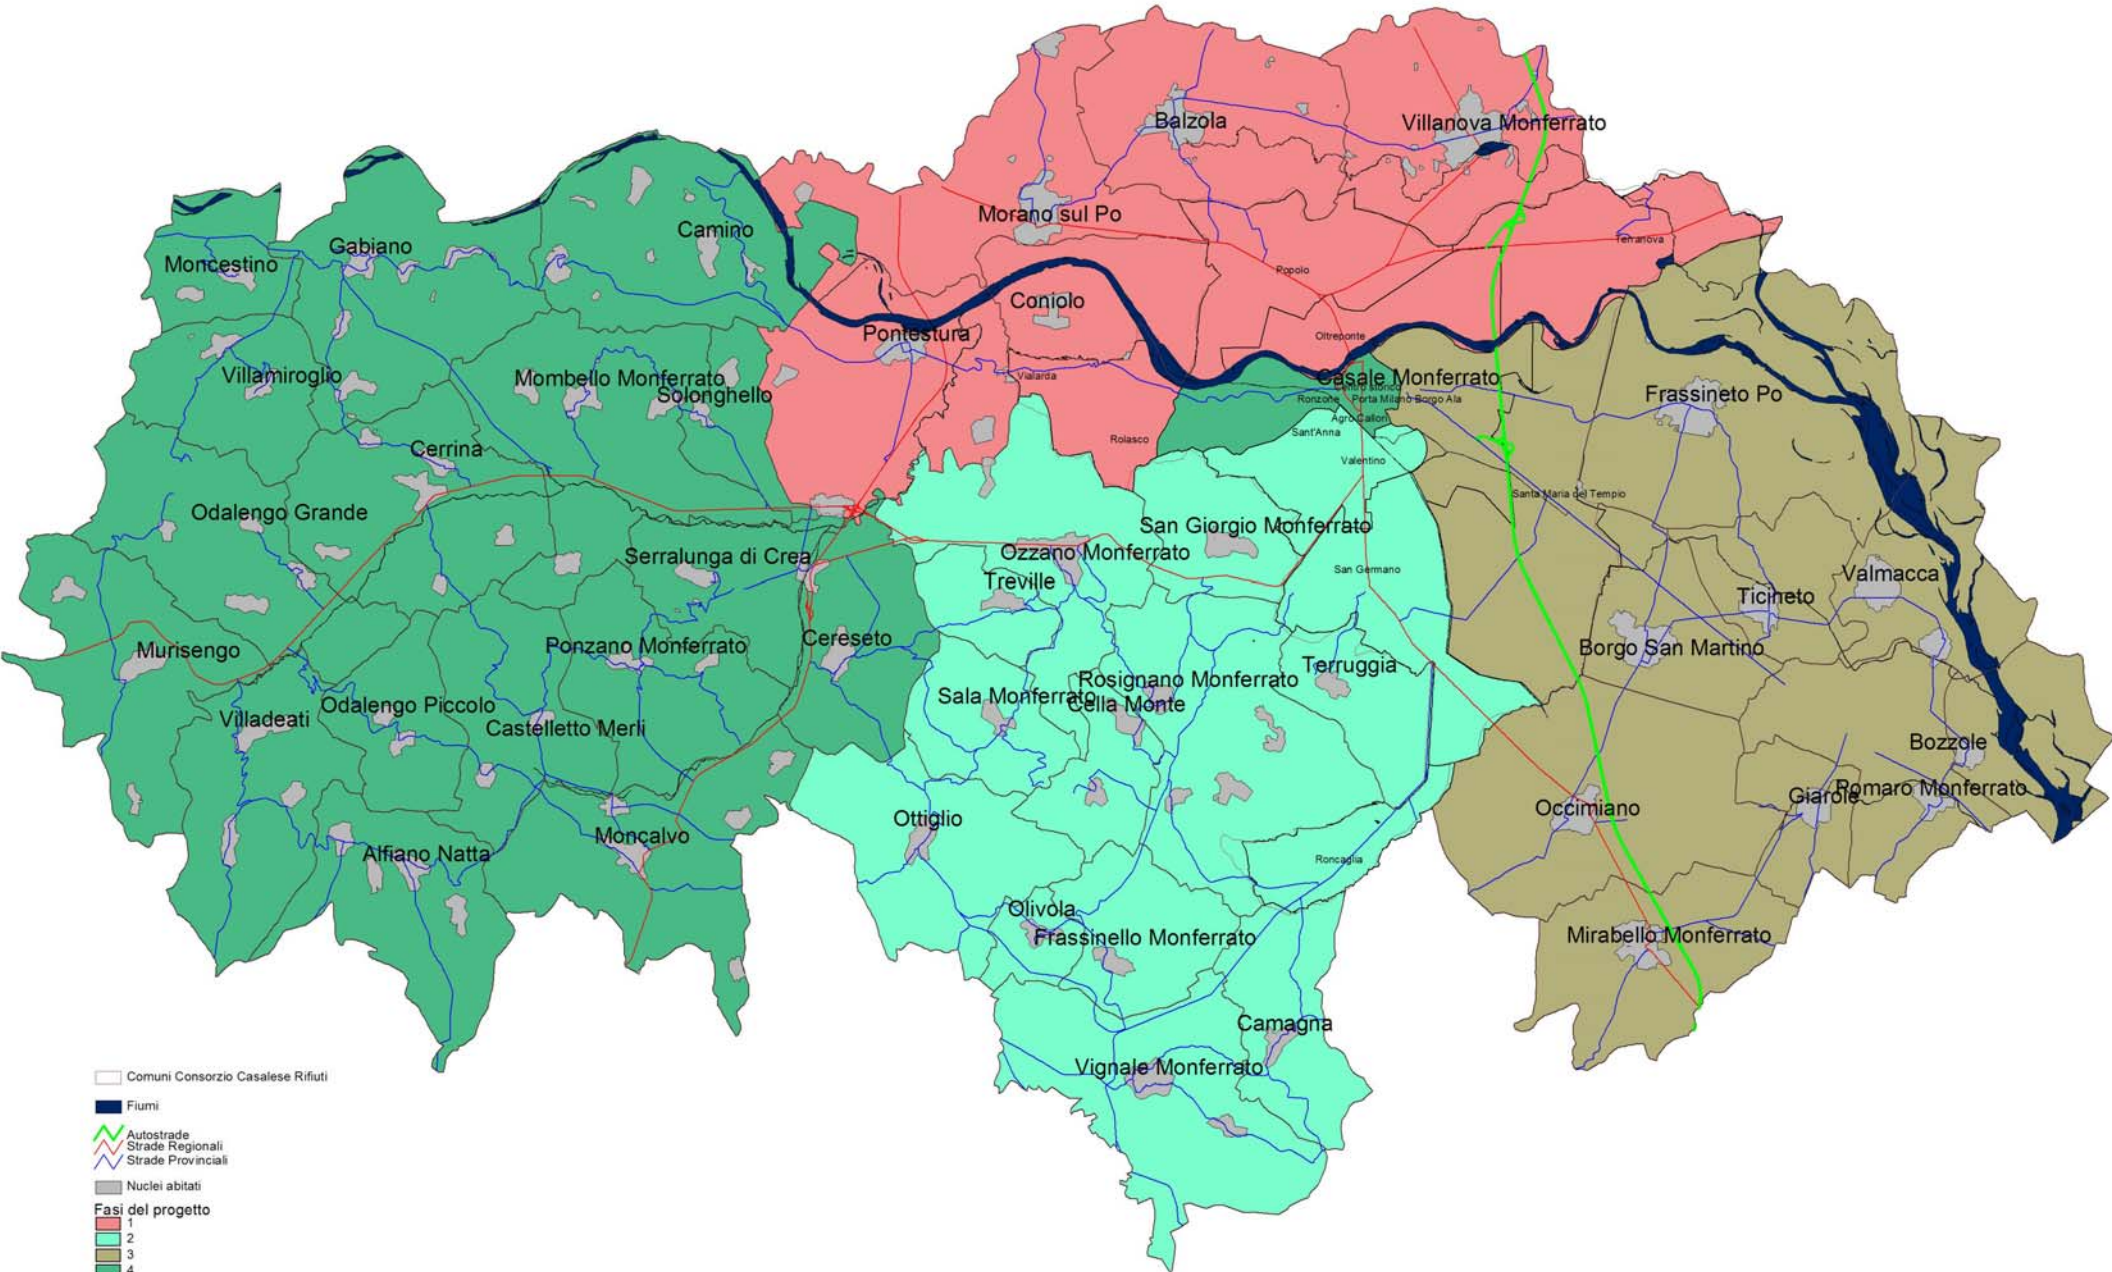 Balzola
Villanova Monferrato
Morano sul Po
Camino
Gabiano
Moncestino
Terranova
Popolo
Coniolo
Pontestura
Oltreponte
Vialarda
Villamiroglio
Mombello Monferrato
Solonghello
Casale Monferrato
Centro storico
Ronzone
Porta Milano
Borgo Ala
Frassineto Po
Agro Callori
Sant'Anna
Rolasco
Cerrina
Valentino
Santa Maria del Tempio
Odalengo Grande
San Giorgio Monferrato
Serralunga di Crea
Ozzano Monferrato
Treville
San Germano
Valmacca
Ticineto
Murisengo
Ponzano Monferrato
Cereseto
Borgo San Martino
Terruggia
Rosignano Monferrato
Sala Monferrato
Cella Monte
Odalengo Piccolo
Villadeati
Castelletto Merli
Bozzole
Pomaro Monferrato
Giarole
Occimiano
Ottiglio
Moncalvo
Alfiano Natta
Roncaglia
Olivola
Frassinello Monferrato
Mirabello Monferrato
Camagna
Vignale Monferrato
Comuni Consorzio Casalese Rifiuti
Fiumi
Autostrade
Strade Regionali
Strade Provinciali
Nuclei abitati
Fasi del progetto
1
2
3
4